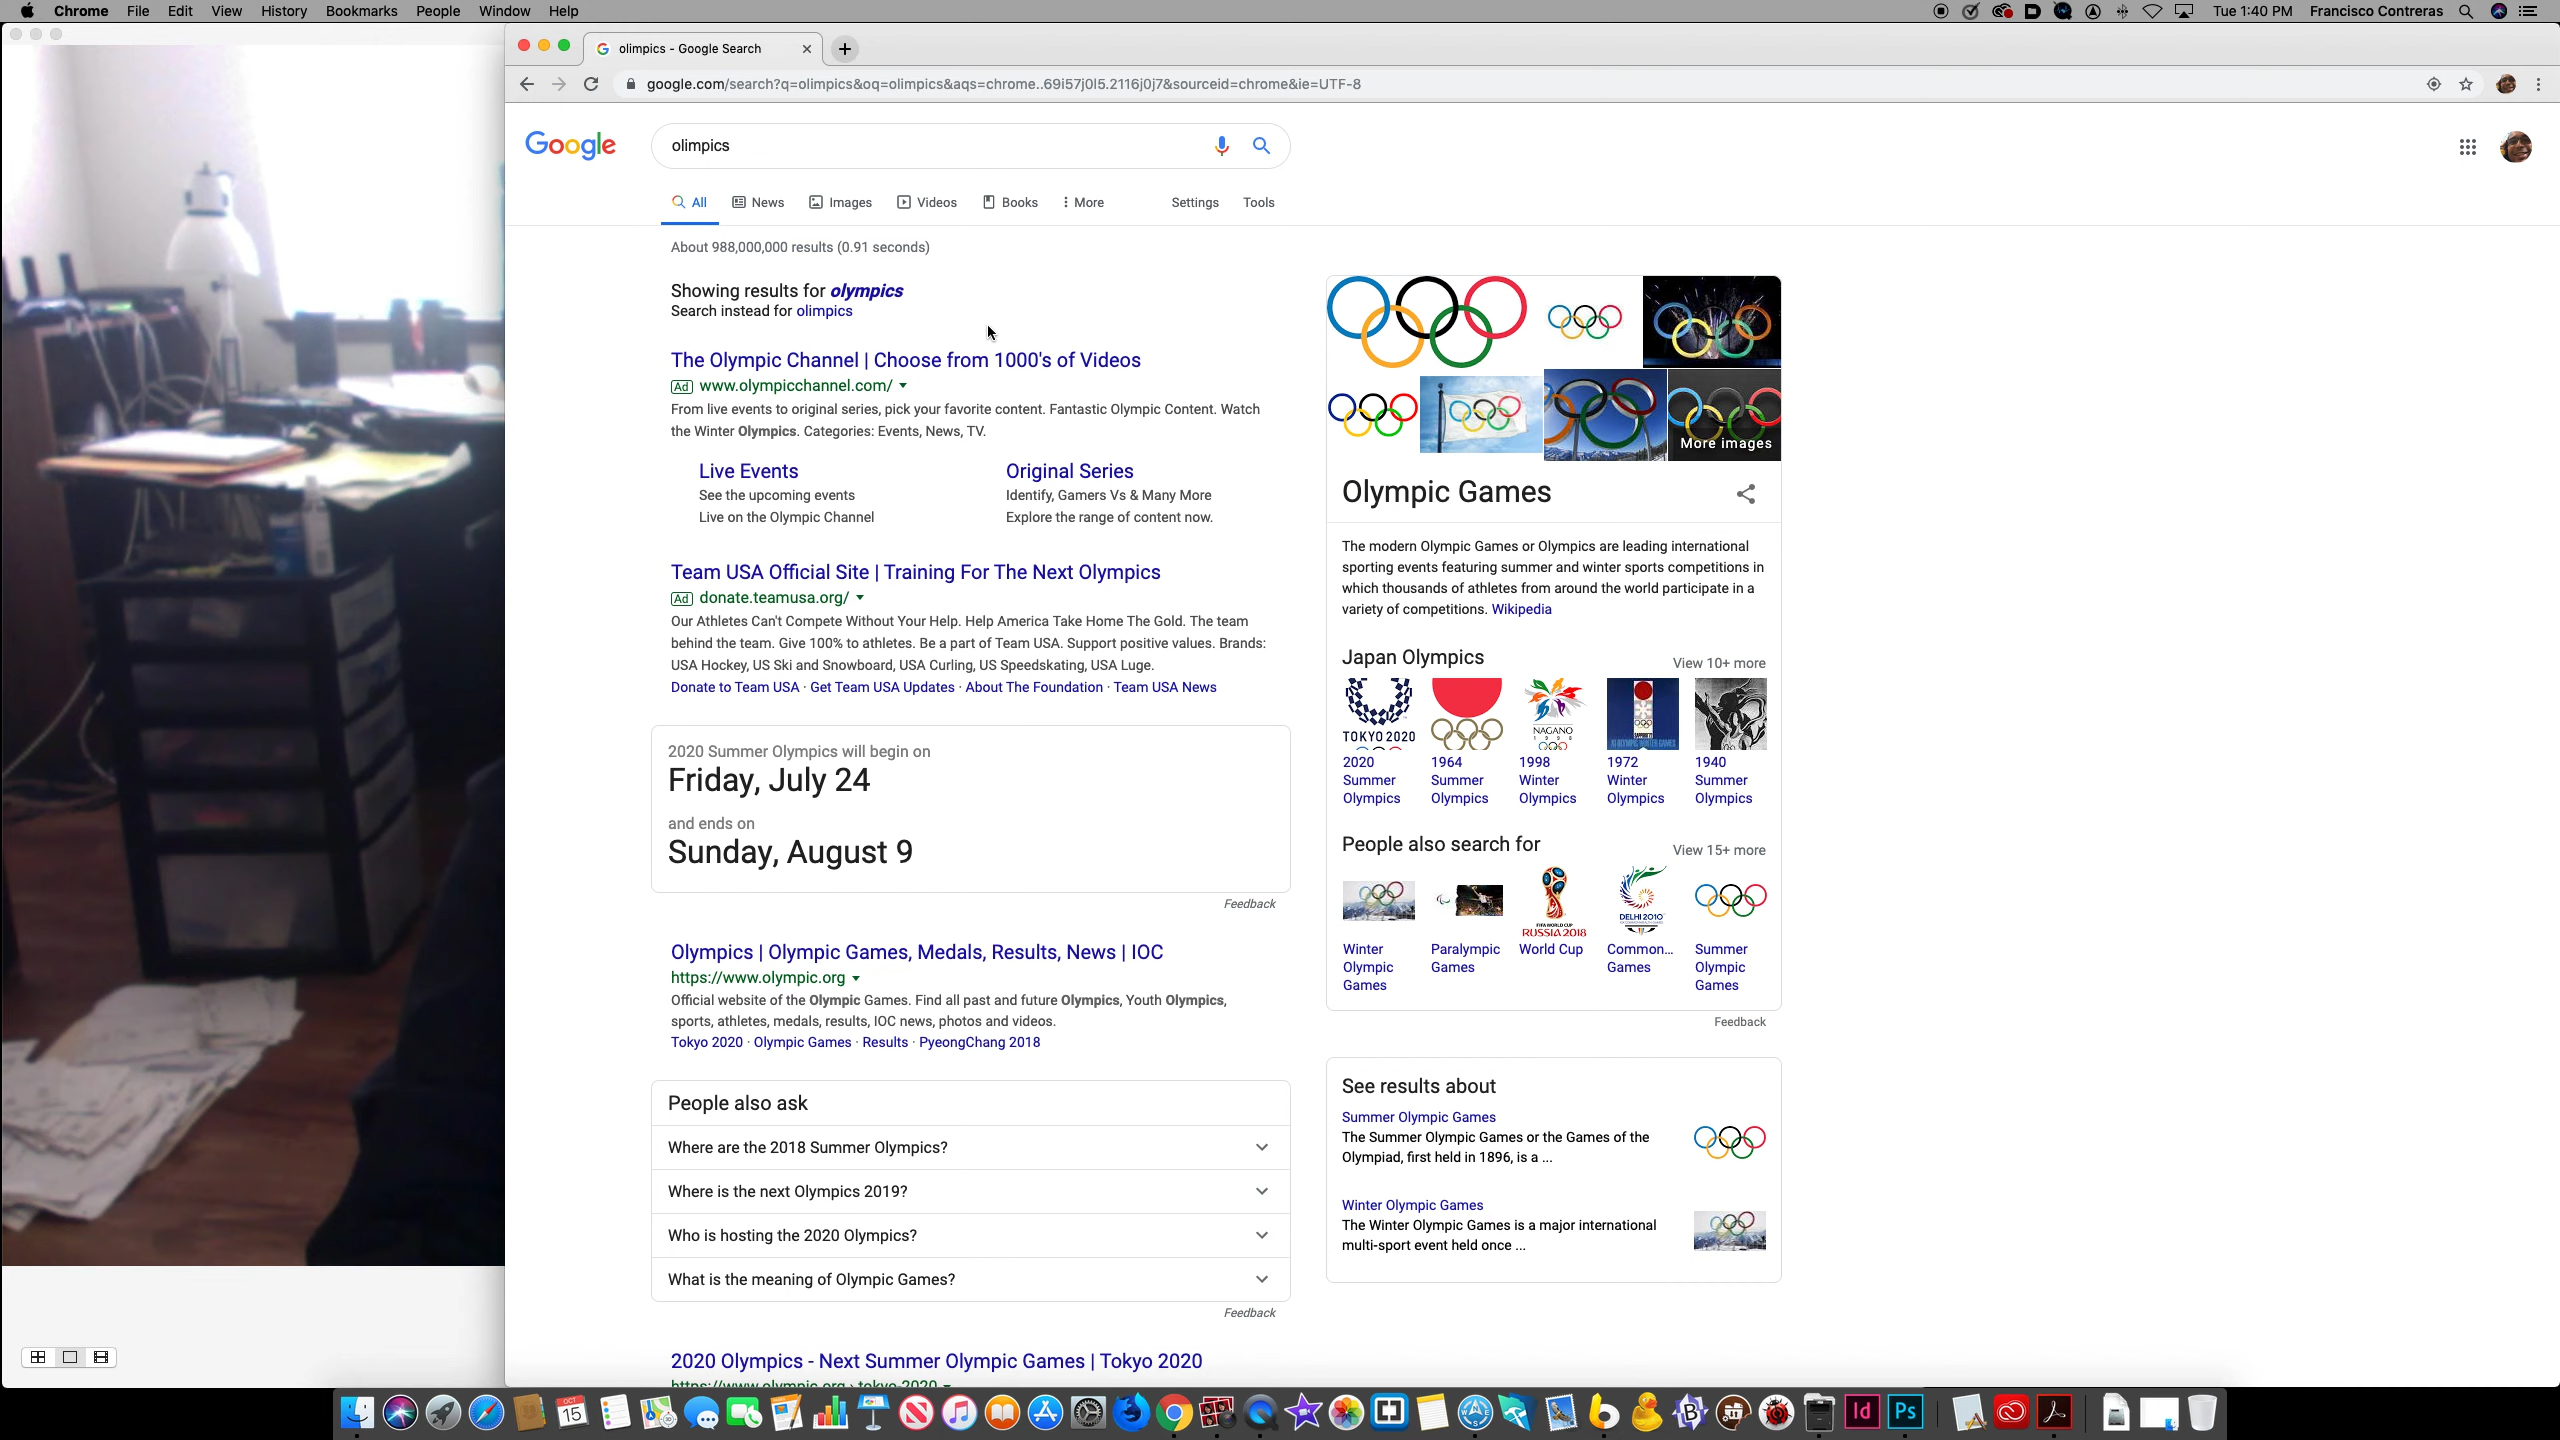 Chrome File Edit View History Bookmarks People Window Help
Tue 1:40 PM Francisco Contreras
olimpics - Google Search
google.com/search?q=olimpics&oq=olimpics&aqs=chrome..69i57j0l5.2116j0j7&sourceid=chrome&ie=UTF-8
Google
olimpics
All News Images Videos Books More Settings Tools
About 988,000,000 results (0.91 seconds)
Showing results for olympics
Search instead for olimpics
The Olympic Channel | Choose from 1000's of Videos
Ad www.olympicchannel.com/
From live events to original series, pick your favorite content. Fantastic Olympic Content. Watch
the Winter Olympics. Categories: Events, News, TV.
Live Events
See the upcoming events
Live on the Olympic Channel
Original Series
Identify, Gamers Vs & Many More
Explore the range of content now.
Team USA Official Site | Training For The Next Olympics
Ad donate.teamusa.org/
Our Athletes Can't Compete Without Your Help. Help America Take Home The Gold. The team
behind the team. Give 100% to athletes. Be a part of Team USA. Support positive values. Brands:
USA Hockey, US Ski and Snowboard, USA Curling, US Speedskating, USA Luge.
Donate to Team USA · Get Team USA Updates · About The Foundation · Team USA News
2020 Summer Olympics will begin on
Friday, July 24
and ends on
Sunday, August 9
Feedback
Olympics | Olympic Games, Medals, Results, News | IOC
https://www.olympic.org
Official website of the Olympic Games. Find all past and future Olympics, Youth Olympics,
sports, athletes, medals, results, IOC news, photos and videos.
Tokyo 2020 · Olympic Games · Results · PyeongChang 2018
People also ask
Where are the 2018 Summer Olympics?
Where is the next Olympics 2019?
Who is hosting the 2020 Olympics?
What is the meaning of Olympic Games?
Feedback
2020 Olympics - Next Summer Olympic Games | Tokyo 2020
https://www.olympic.org › tokyo-2020
More images
Olympic Games
The modern Olympic Games or Olympics are leading international
sporting events featuring summer and winter sports competitions in
which thousands of athletes from around the world participate in a
variety of competitions. Wikipedia
Japan Olympics
View 10+ more
TOKYO 2020
NAGANO
1998
2020
Summer
Olympics
1964
Summer
Olympics
1998
Winter
Olympics
1972
Winter
Olympics
1940
Summer
Olympics
People also search for
View 15+ more
FIFA WORLD CUP
RUSSIA 2018
DELHI 2010
Winter
Olympic
Games
Paralympic
Games
World Cup
Common...
Games
Summer
Olympic
Games
Feedback
See results about
Summer Olympic Games
The Summer Olympic Games or the Games of the
Olympiad, first held in 1896, is a ...
Winter Olympic Games
The Winter Olympic Games is a major international
multi-sport event held once ...
OCT
15
Id
Ps